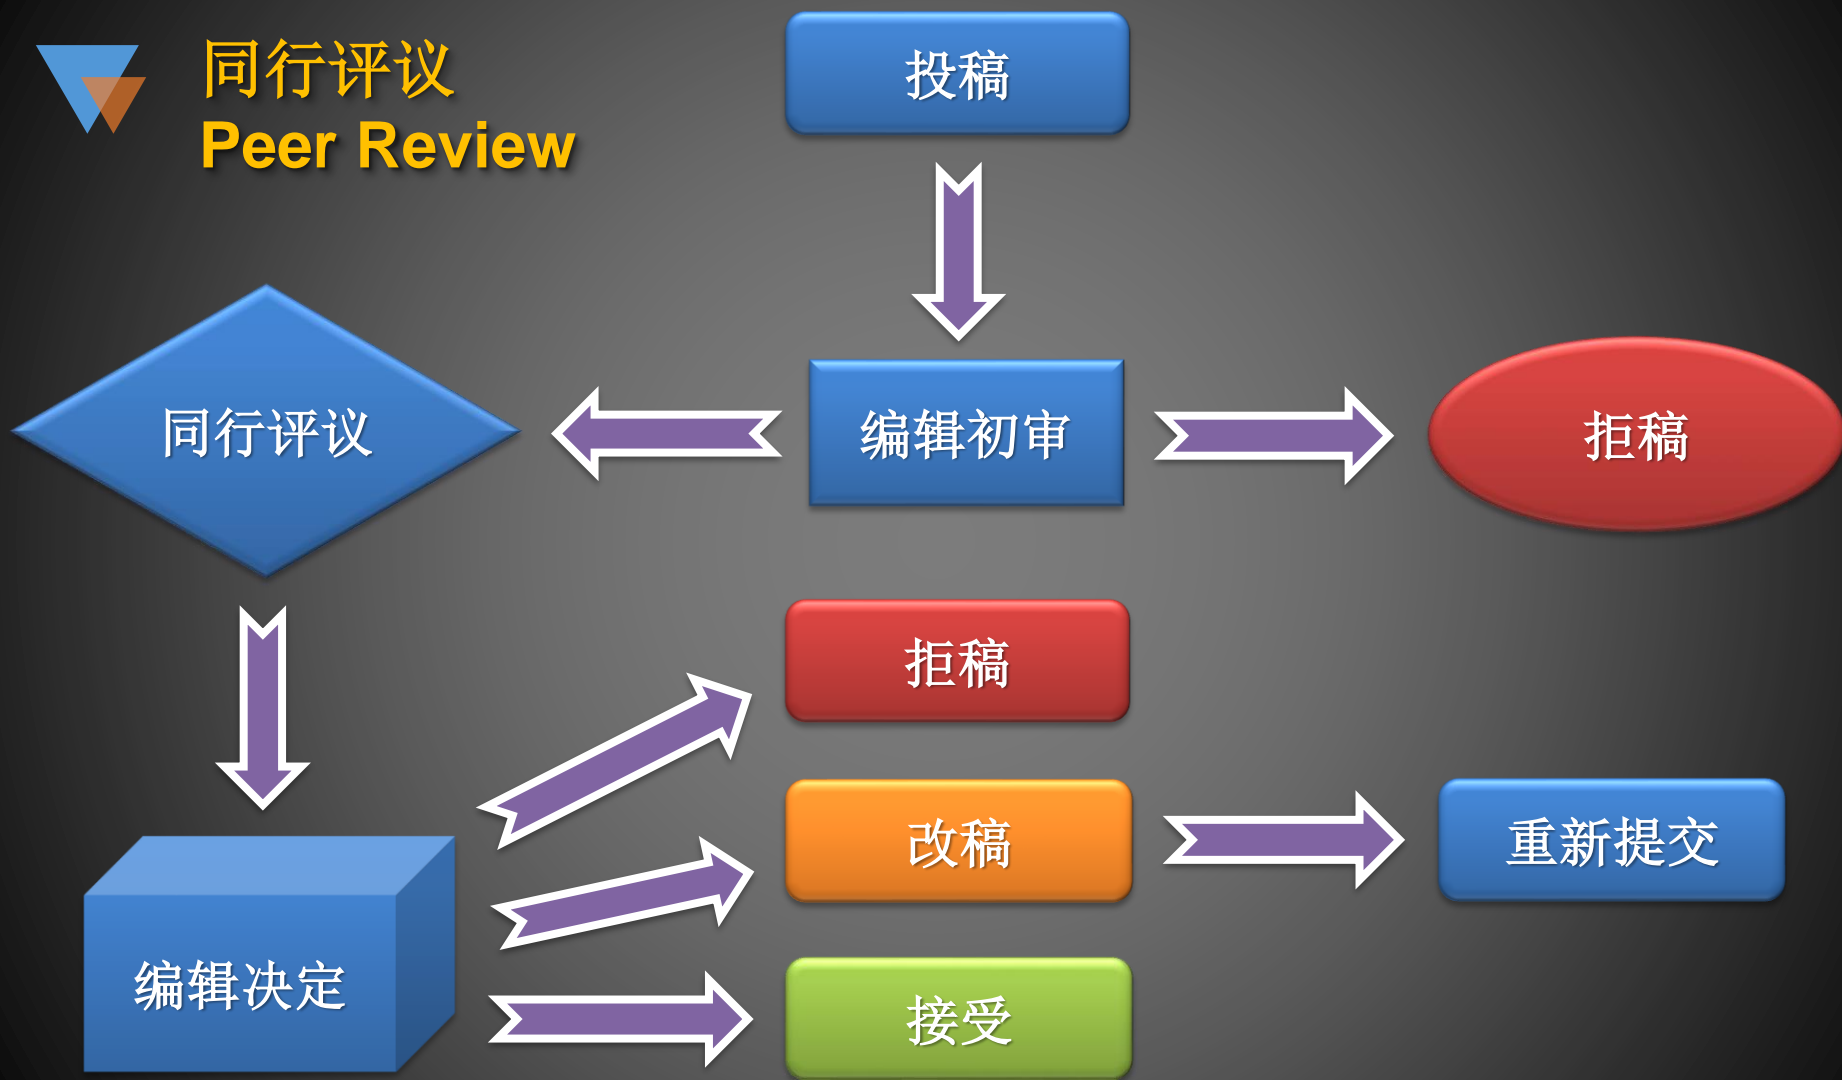 同行评议
Peer Review
投稿
同行评议
编辑初审
拒稿
拒稿
改稿
重新提交
编辑决定
接受